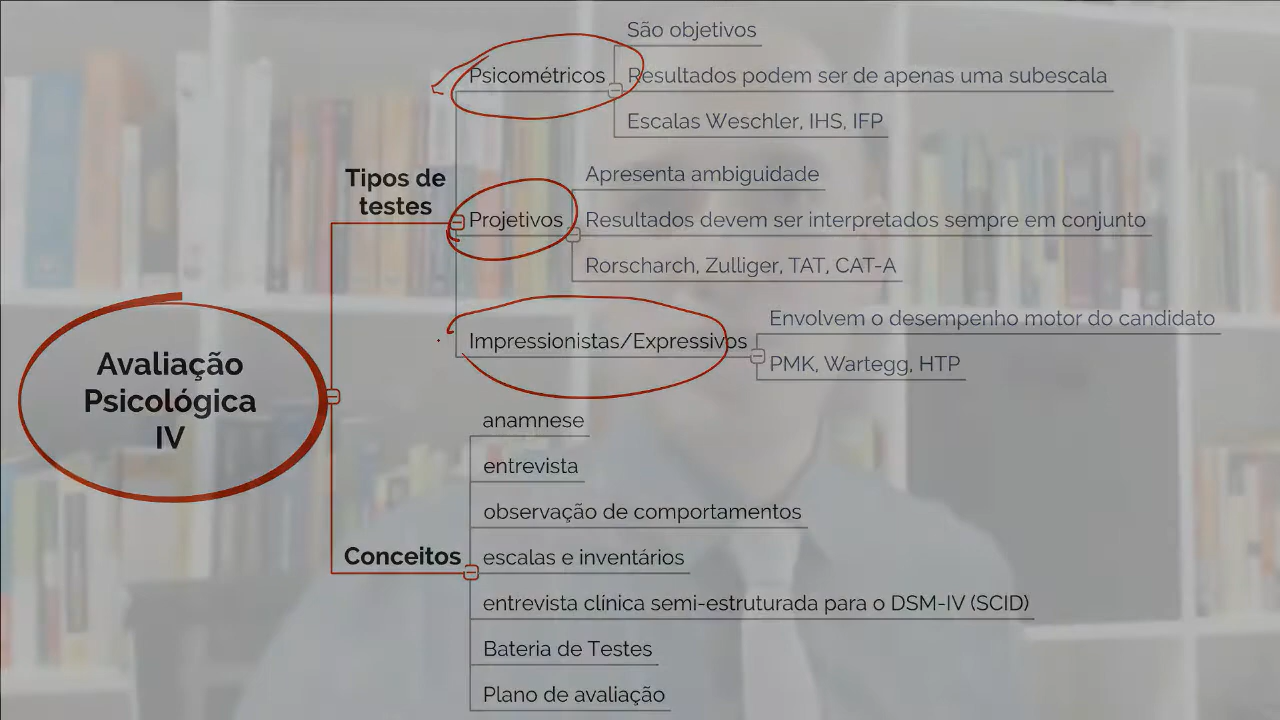 São objetivos
Psicométricos
Resultados podem ser de apenas uma subescala
Escalas Weschler, IHS, IFP
Tipos de
testes
Apresenta ambiguidade
Projetivos
Resultados devem ser interpretados sempre em conjunto
Rorscharch, Zulliger, TAT, CAT-A
Impressionistas/Expressivos
Envolvem o desempenho motor do candidato
PMK, Wartegg, HTP
Avaliação
Psicológica
IV
Conceitos
anamnese
entrevista
observação de comportamentos
escalas e inventários
entrevista clínica semi-estruturada para o DSM-IV (SCID)
Bateria de Testes
Plano de avaliação